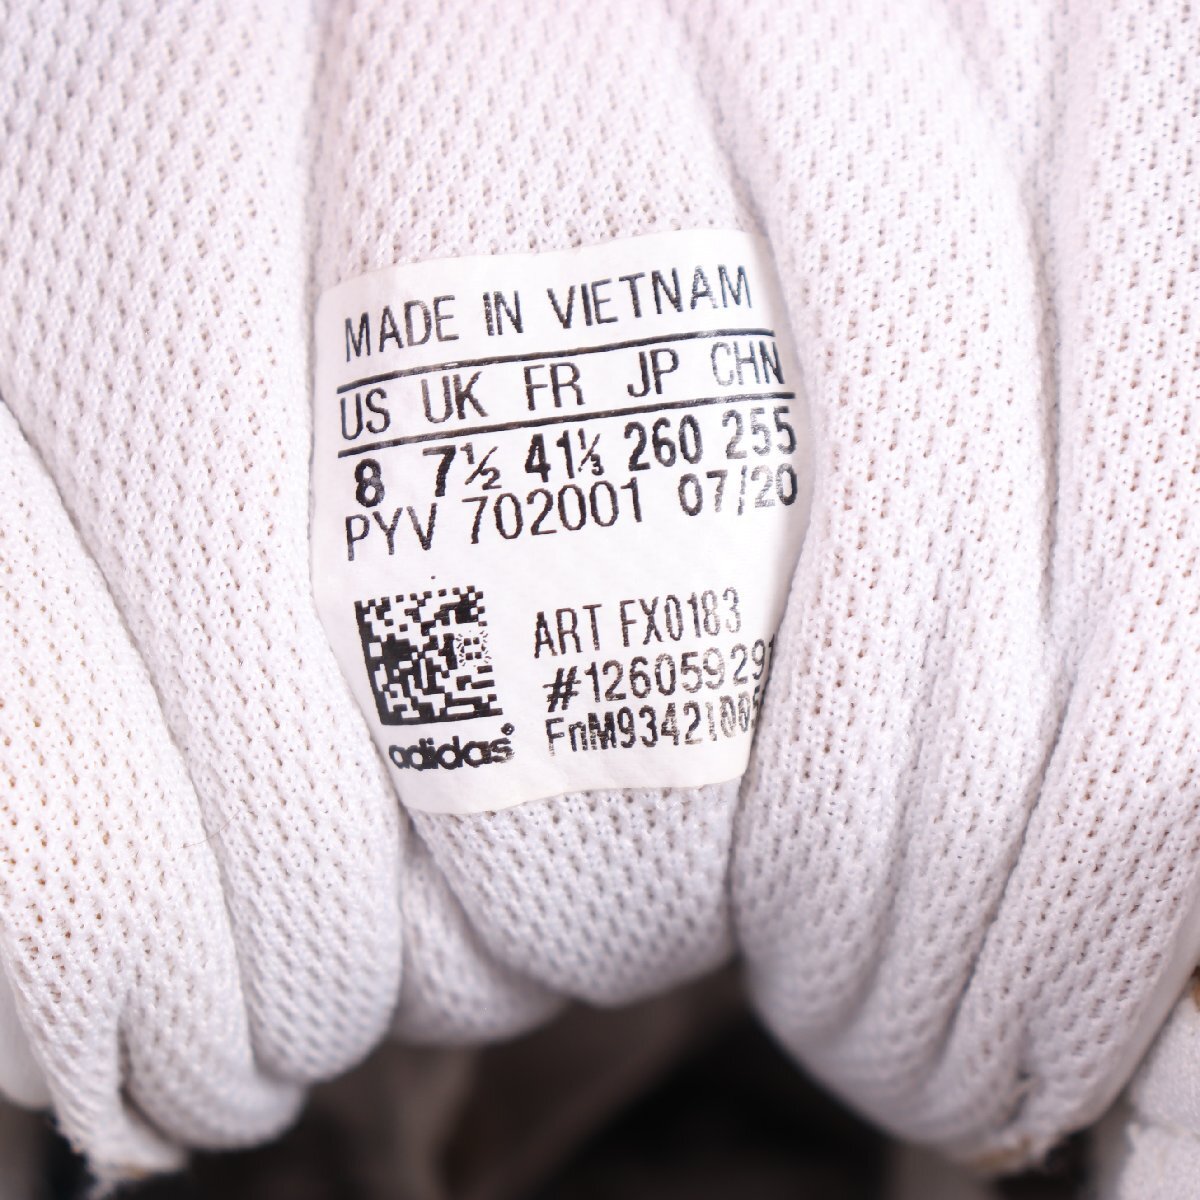 MADE IN VIETNAM
US UK FR JP CHN
8 7½ 41⅓ 260 255
PYV 702001 07/20
ART FX0183
adidas